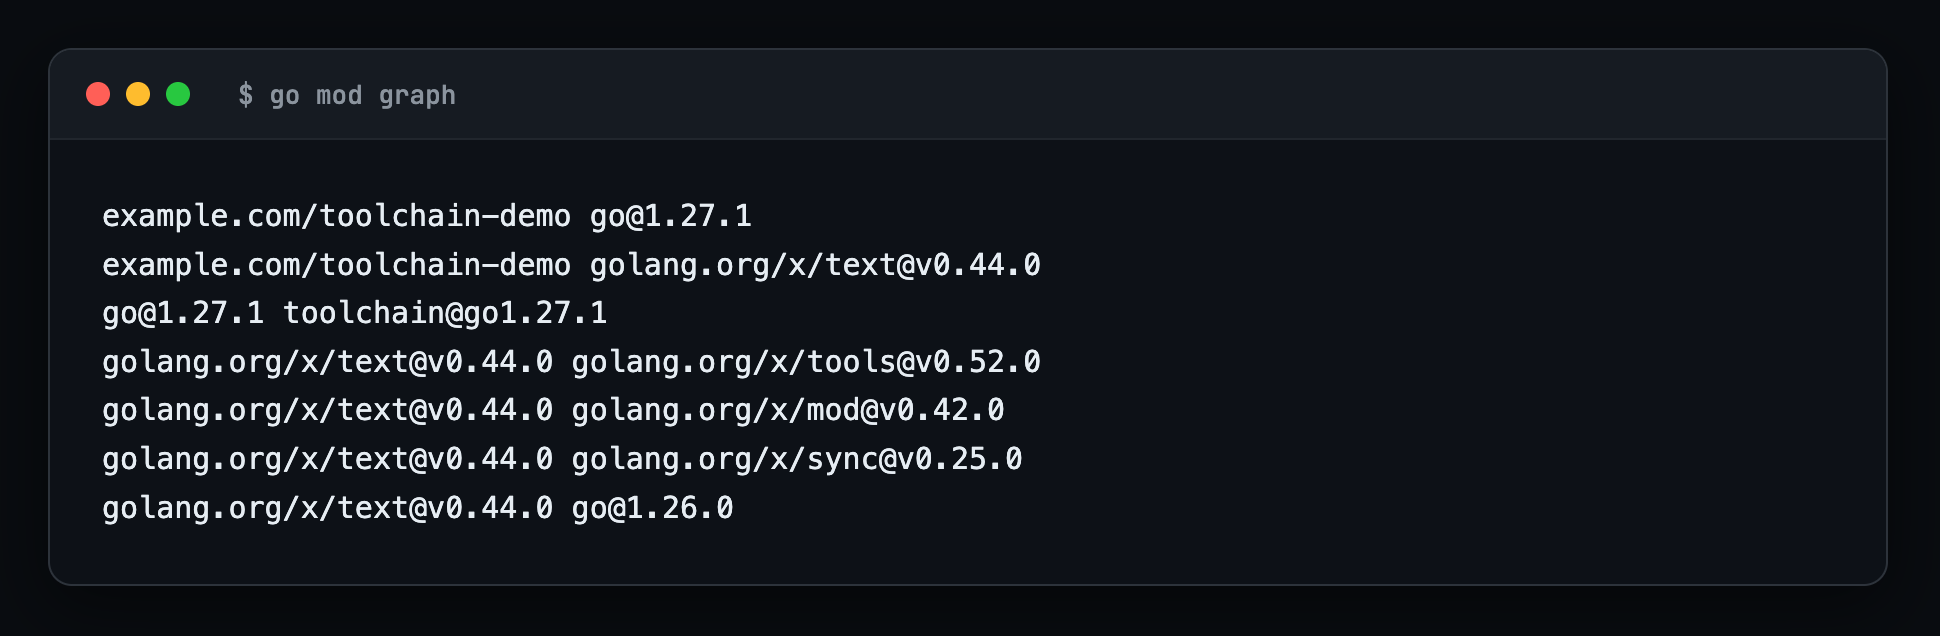 $ go mod graph
example.com/toolchain-demo go@1.27.1
example.com/toolchain-demo golang.org/x/text@v0.44.0
go@1.27.1 toolchain@go1.27.1
golang.org/x/text@v0.44.0 golang.org/x/tools@v0.52.0
golang.org/x/text@v0.44.0 golang.org/x/mod@v0.42.0
golang.org/x/text@v0.44.0 golang.org/x/sync@v0.25.0
golang.org/x/text@v0.44.0 go@1.26.0